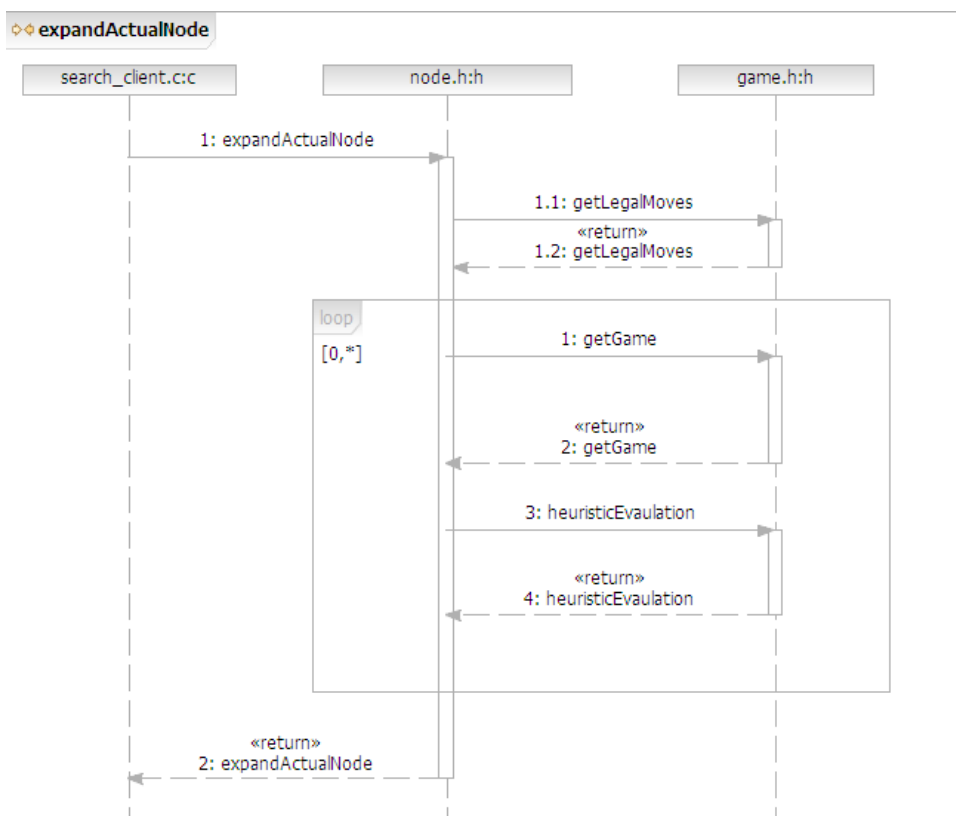 expandActualNode
search_client.c:c
node.h:h
game.h:h
1: expandActualNode
1.1: getLegalMoves
«return»
1.2: getLegalMoves
loop
[0,*]
1: getGame
«return»
2: getGame
3: heuristicEvaulation
«return»
4: heuristicEvaulation
«return»
2: expandActualNode